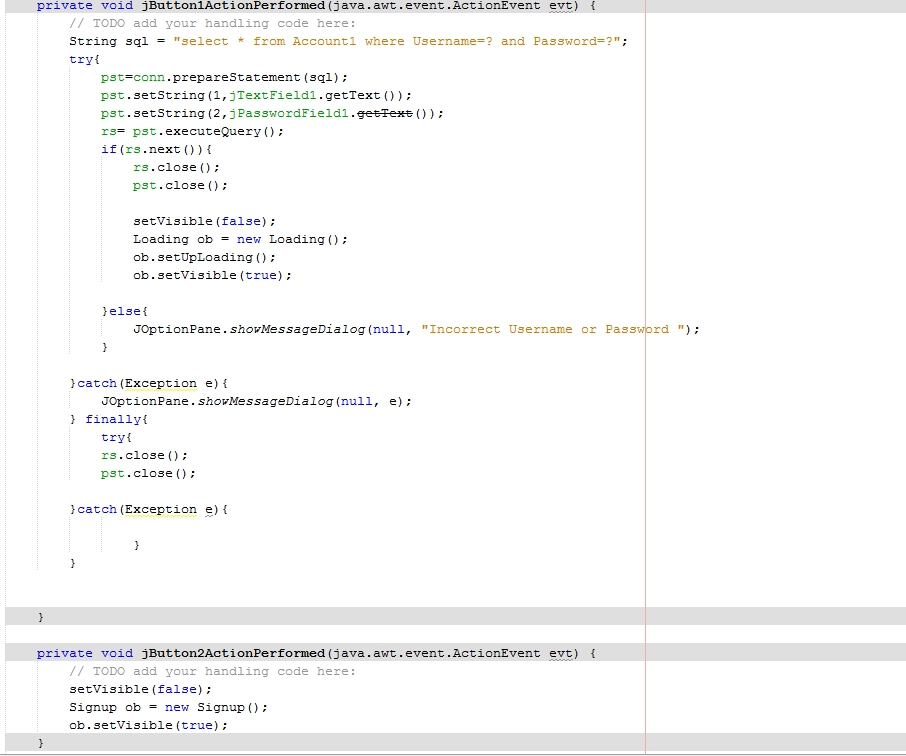 private void jButton1ActionPerformed(java.awt.event.ActionEvent evt) {
// TODO add your handling code here:
String sql = "select * from Account1 where Username=? and Password=?";
try{
pst=conn.prepareStatement(sql);
pst.setString(1,jTextField1.getText());
pst.setString(2,jPasswordField1.getText());
rs= pst.executeQuery();
if(rs.next()){
rs.close();
pst.close();
setVisible(false);
Loading ob = new Loading();
ob.setUpLoading();
ob.setVisible(true);
}else{
JOptionPane.showMessageDialog(null, "Incorrect Username or Password ");
}
}catch(Exception e){
JOptionPane.showMessageDialog(null, e);
} finally{
try{
rs.close();
pst.close();
}catch(Exception e){
}
}
}
private void jButton2ActionPerformed(java.awt.event.ActionEvent evt) {
// TODO add your handling code here:
setVisible(false);
Signup ob = new Signup();
ob.setVisible(true);
}